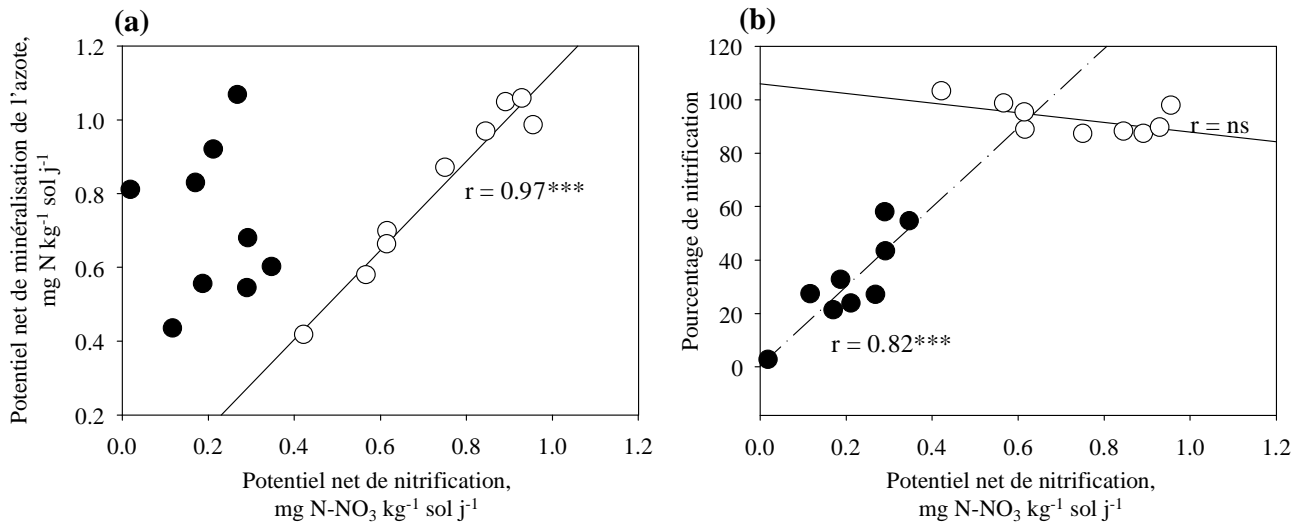 (a)
Potentiel net de minéralisation de l'azote,
mg N kg-1 sol j-1
1.2
1.0
0.8
0.6
0.4
0.2
r = 0.97***
0.0 0.2 0.4 0.6 0.8 1.0 1.2
Potentiel net de nitrification,
mg N-NO3 kg-1 sol j-1
(b)
Pourcentage de nitrification
120
100
80
60
40
20
0
r = ns
r = 0.82***
0.0 0.2 0.4 0.6 0.8 1.0 1.2
Potentiel net de nitrification,
mg N-NO3 kg-1 sol j-1